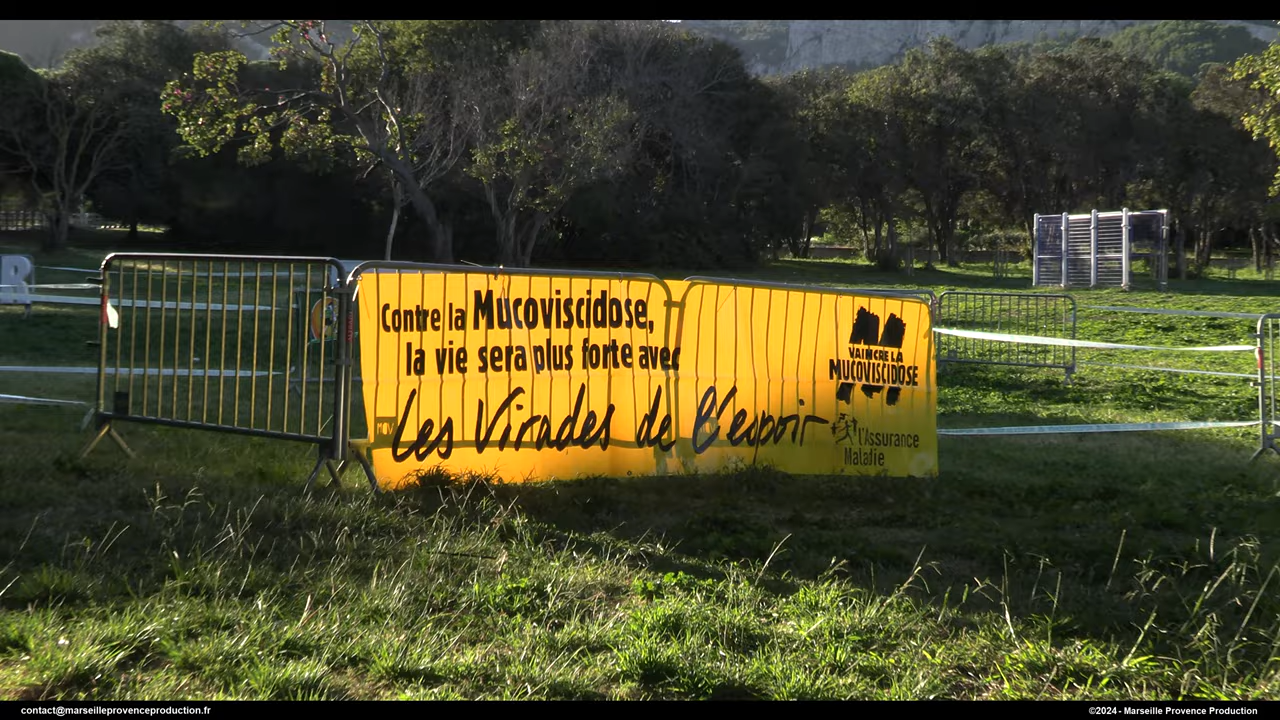 Contre la Mucoviscidose,
la vie sera plus forte avec
Les Virades de l'espoir
VAINCRE LA
MUCOVISCIDOSE
l'Assurance
Maladie
contact@marseilleprovenceproduction.fr
©2024 - Marseille Provence Production